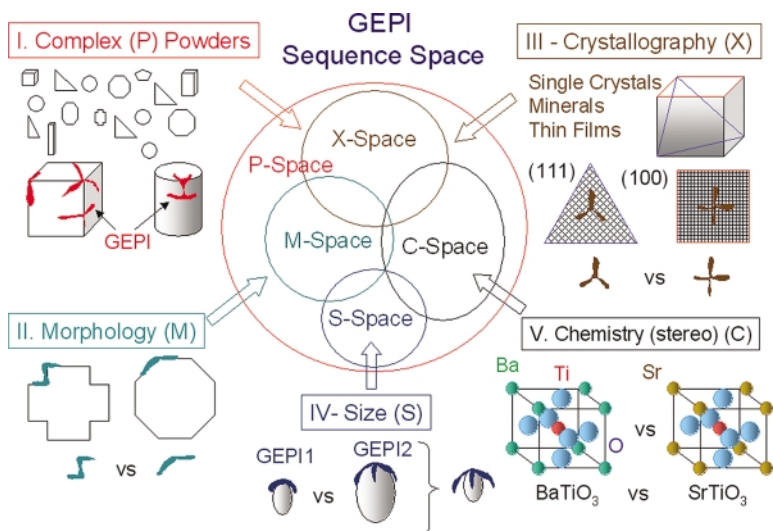 GEPI
Sequence Space
I. Complex (P) Powders
GEPI
III - Crystallography (X)
Single Crystals
Minerals
Thin Films
(111)
(100)
vs
X-Space
P-Space
M-Space
C-Space
S-Space
II. Morphology (M)
vs
IV- Size (S)
GEPI1
vs
GEPI2
V. Chemistry (stereo) (C)
Ba
Ti
Sr
O
vs
BaTiO₃ vs SrTiO₃